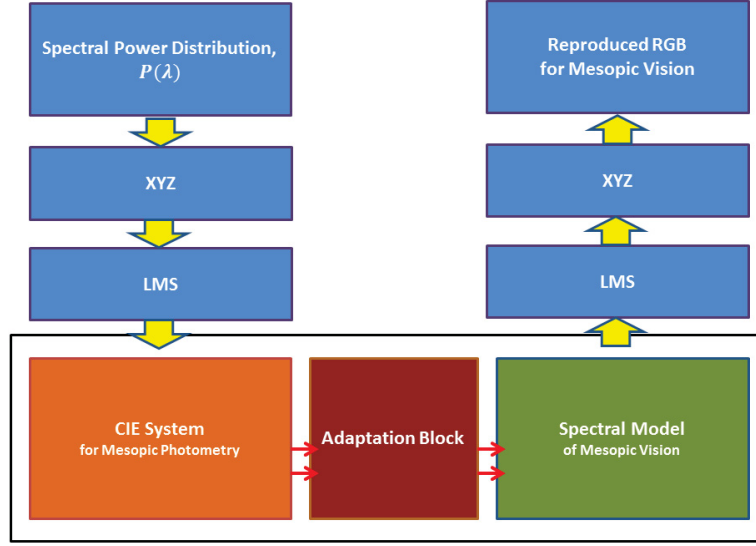 Spectral Power Distribution,
P(λ)
XYZ
LMS
CIE System
for Mesopic Photometry
Adaptation Block
Spectral Model
of Mesopic Vision
LMS
XYZ
Reproduced RGB
for Mesopic Vision